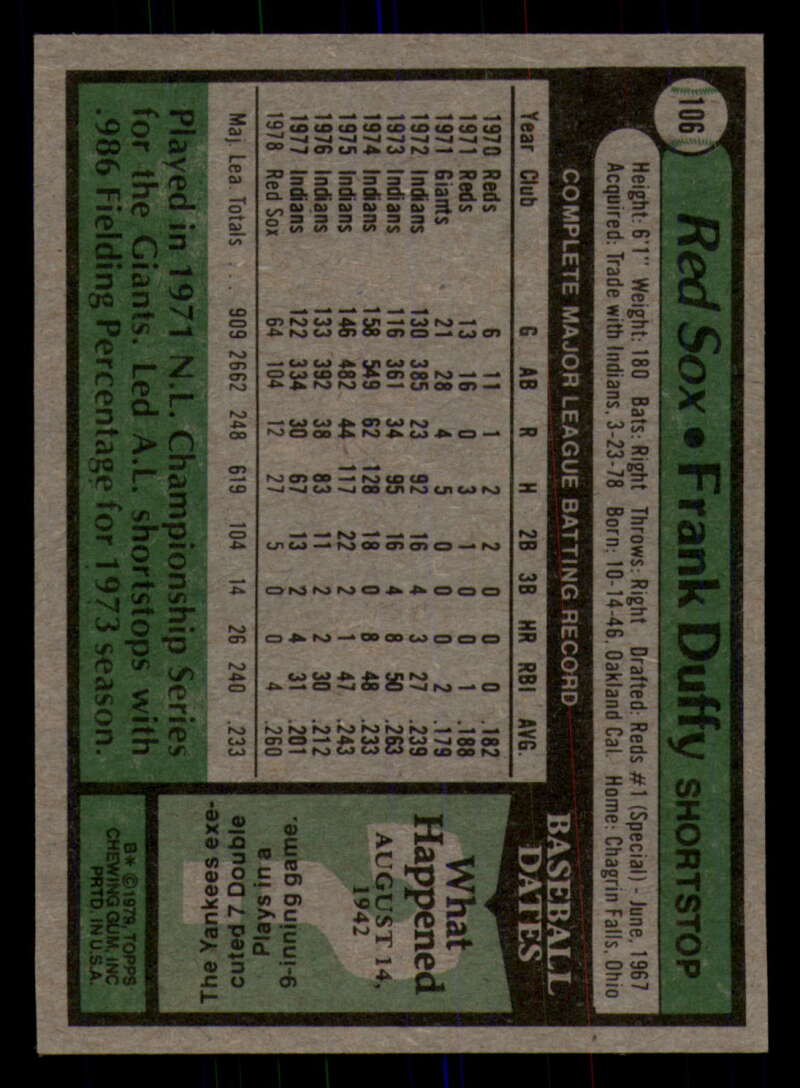 106
Red Sox • Frank Duffy SHORTSTOP
Height: 6'1" Weight: 180 Bats: Right Throws: Right Drafted: Reds #1 (Special) - June, 1967
Acquired: Trade with Indians, 3-23-78 Born: 10-14-46, Oakland Cal. Home: Chagrin Falls, Ohio
COMPLETE MAJOR LEAGUE BATTING RECORD
Year Club G AB R H 2B 3B HR RBI AVG.
1970 Reds 6 11 1 2 2 0 0 0 .182
1971 Reds 13 16 0 3 1 0 0 1 .188
1971 Giants 21 28 4 5 0 0 0 2 .179
1972 Indians 130 385 23 92 16 4 3 27 .239
1973 Indians 116 361 34 95 16 4 8 50 .263
1974 Indians 158 549 62 128 18 0 8 48 .233
1975 Indians 146 482 44 117 22 2 1 47 .243
1976 Indians 133 392 38 83 11 2 2 30 .212
1977 Indians 122 334 30 67 13 2 4 31 .201
1978 Red Sox 64 104 12 27 5 0 0 4 .260
Maj. Lea. Totals . . . 909 2662 248 619 104 14 26 240 .233
Played in 1971 N.L. Championship Series
for the Giants. Led A.L. shortstops with
.986 Fielding Percentage for 1973 season.
BASEBALL
DATES
What
Happened
AUGUST 14,
1942
?
The Yankees exe-
cuted 7 Double
Plays in a
9-inning game.
B* © 1979 TOPPS
CHEWING GUM, INC.
PRTD. IN U.S.A.